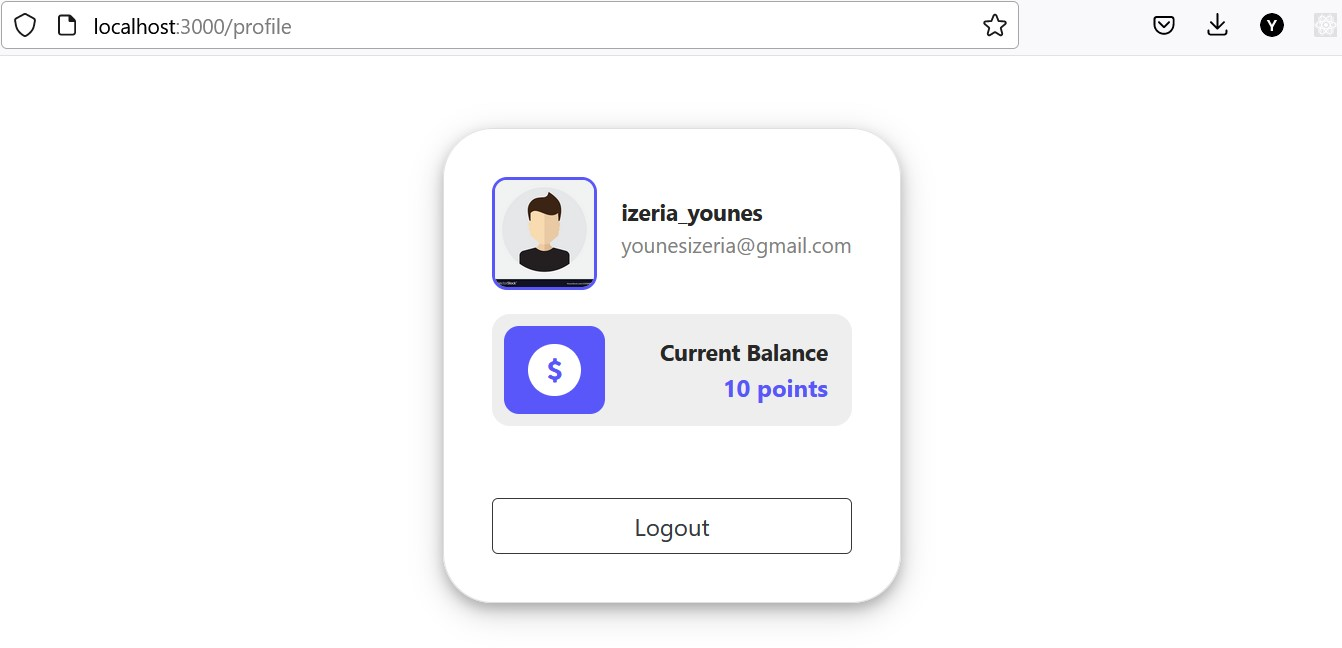 localhost:3000/profile
Y
izeria_younes
younesizeria@gmail.com
$
Current Balance
10 points
Logout